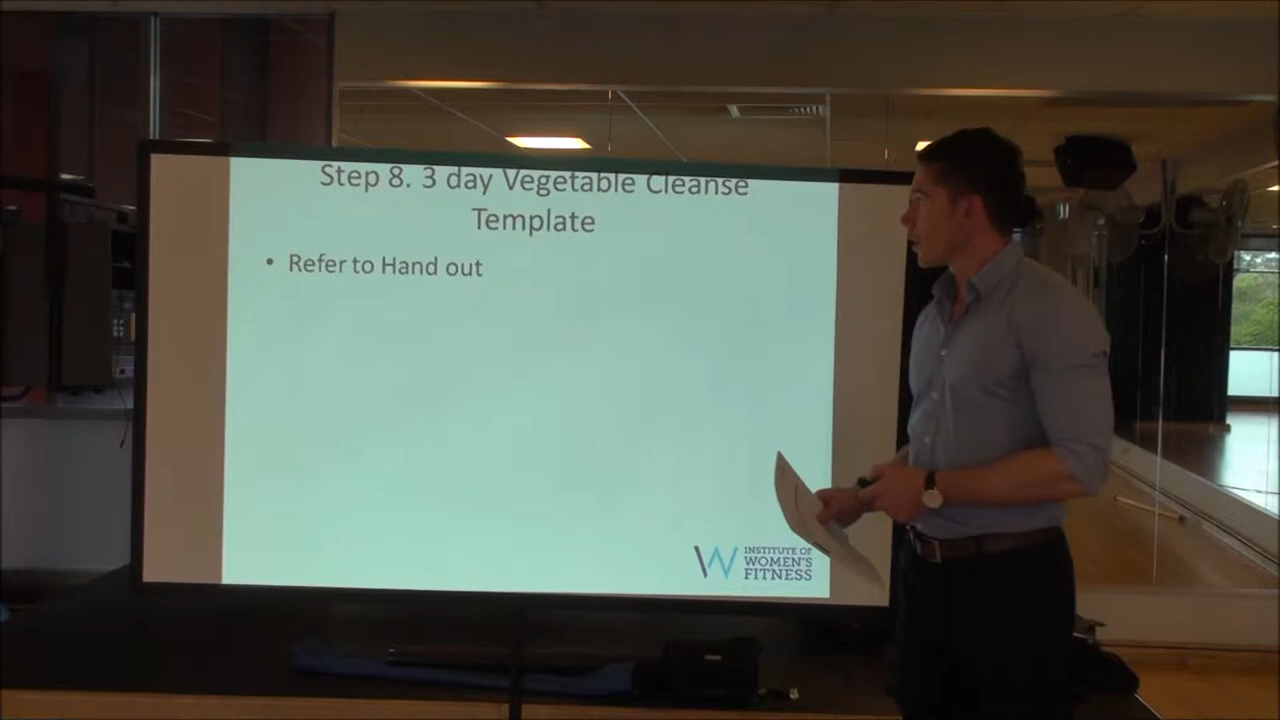 Step 8. 3 day Vegetable Cleanse
Template
• Refer to Hand out
INSTITUTE OF
WOMEN'S
FITNESS